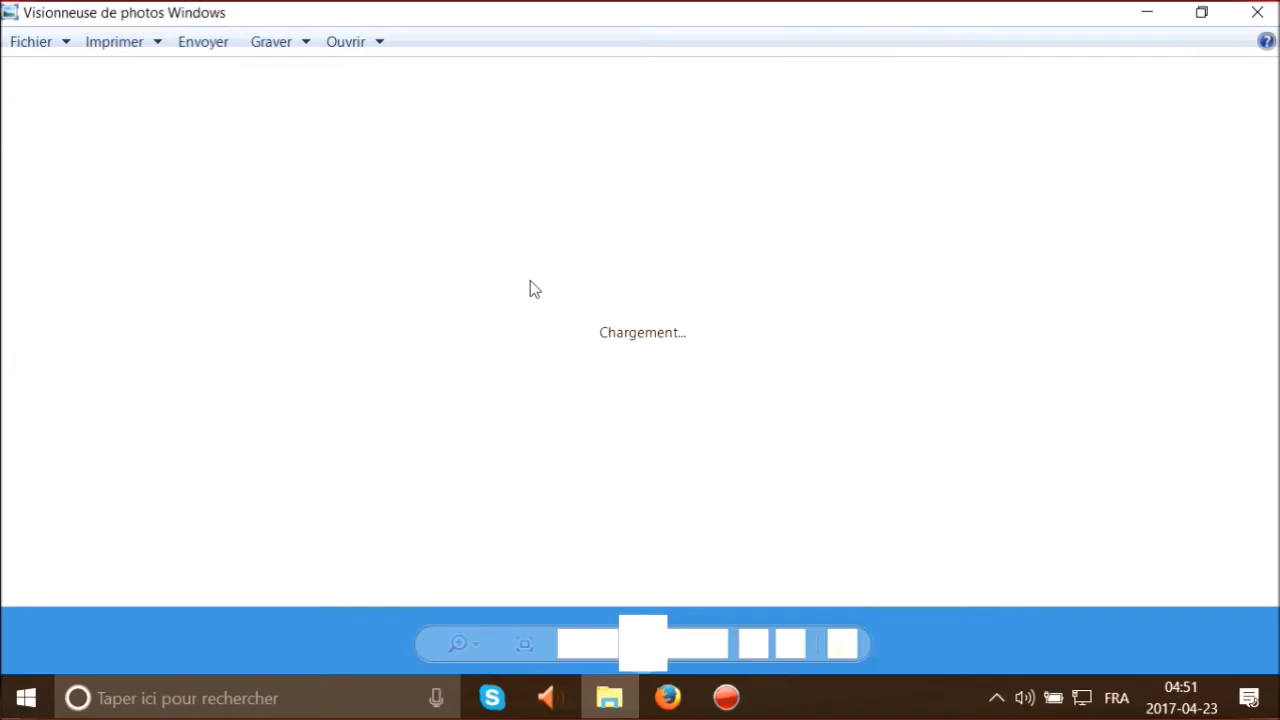 Visionneuse de photos Windows
Fichier Imprimer Envoyer Graver Ouvrir
Chargement...
Taper ici pour rechercher
FRA
04:51
2017-04-23